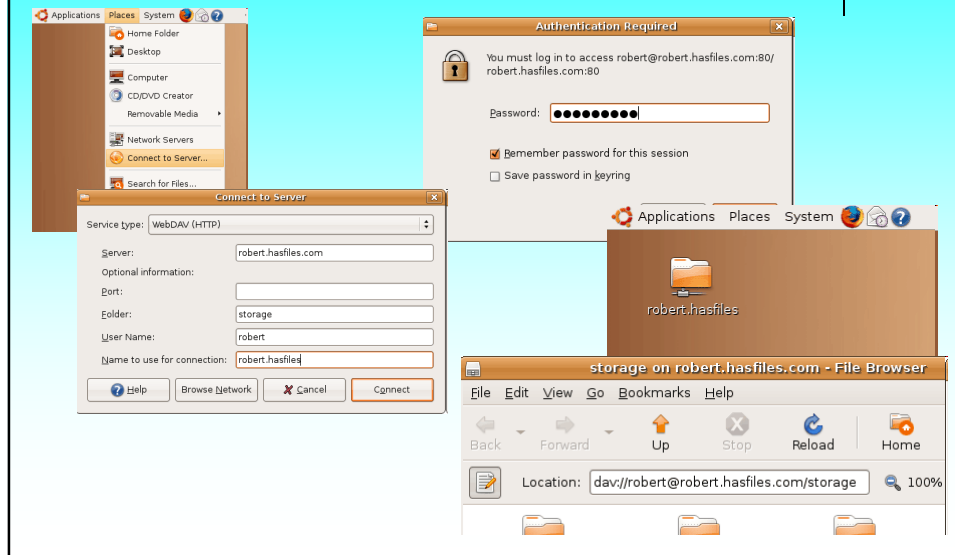 Applications Places System
Home Folder
Desktop
Computer
CD/DVD Creator
Removable Media
Network Servers
Connect to Server...
Search for Files...
Connect to Server
Service type: WebDAV (HTTP)
Server: robert.hasfiles.com
Optional information:
Port:
Folder: storage
User Name: robert
Name to use for connection: robert.hasfiles
Help Browse Network Cancel Connect
Authentication Required
You must log in to access robert@robert.hasfiles.com:80/
robert.hasfiles.com:80
Password: ●●●●●●●●●
Remember password for this session
Save password in keyring
Applications Places System
robert.hasfiles
storage on robert.hasfiles.com - File Browser
File Edit View Go Bookmarks Help
Back Forward Up Stop Reload Home
Location: dav://robert@robert.hasfiles.com/storage 100%